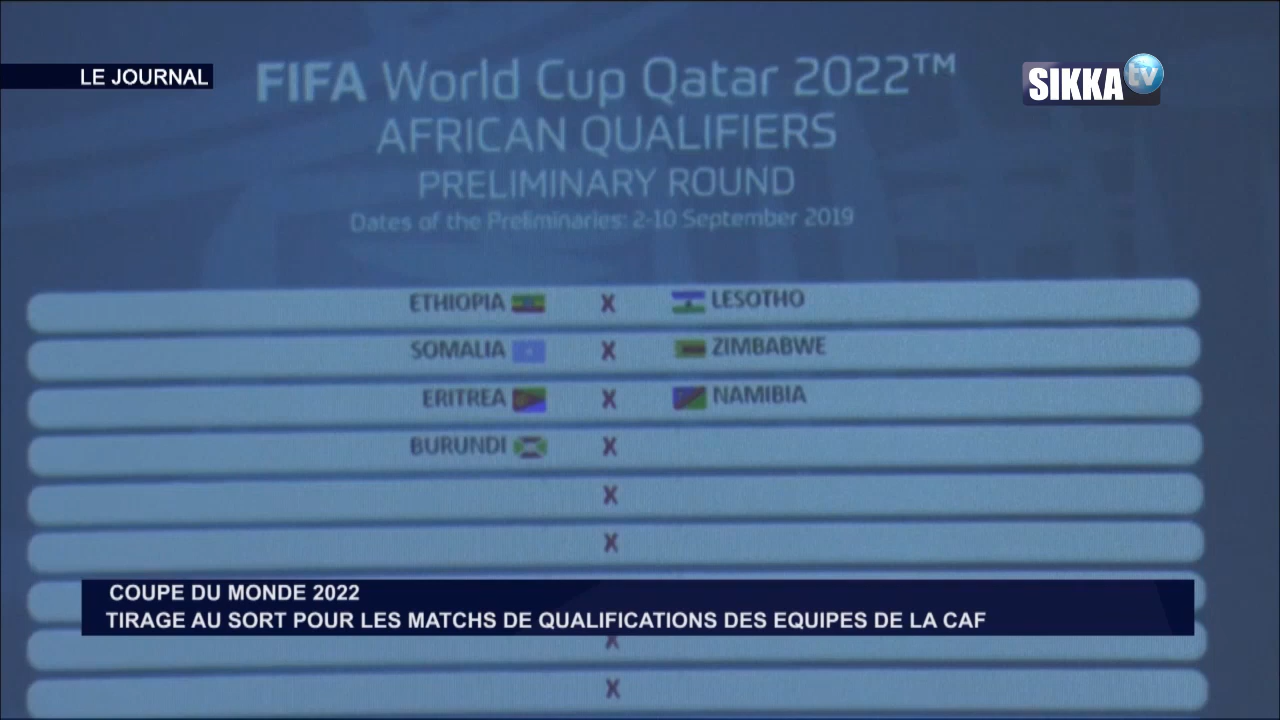 LE JOURNAL
SIKKA tv
FIFA World Cup Qatar 2022™
AFRICAN QUALIFIERS
PRELIMINARY ROUND
Dates of the Preliminaries: 2-10 September 2019
ETHIOPIA X LESOTHO
SOMALIA X ZIMBABWE
ERITREA X NAMIBIA
BURUNDI X
X
X
COUPE DU MONDE 2022
TIRAGE AU SORT POUR LES MATCHS DE QUALIFICATIONS DES EQUIPES DE LA CAF
X
X